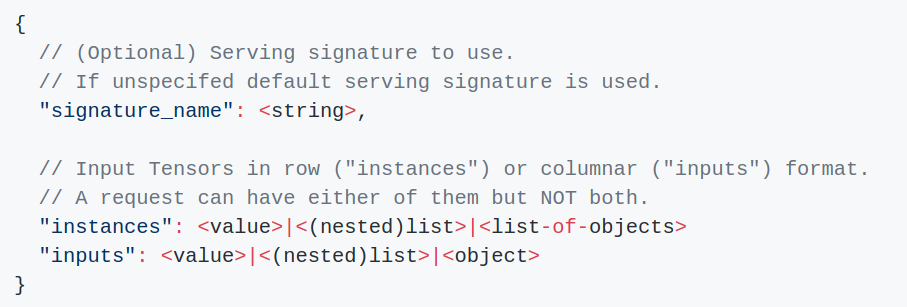 {
// (Optional) Serving signature to use.
// If unspecifed default serving signature is used.
"signature_name": <string>,
// Input Tensors in row ("instances") or columnar ("inputs") format.
// A request can have either of them but NOT both.
"instances": <value>|<(nested)list>|<list-of-objects>
"inputs": <value>|<(nested)list>|<object>
}